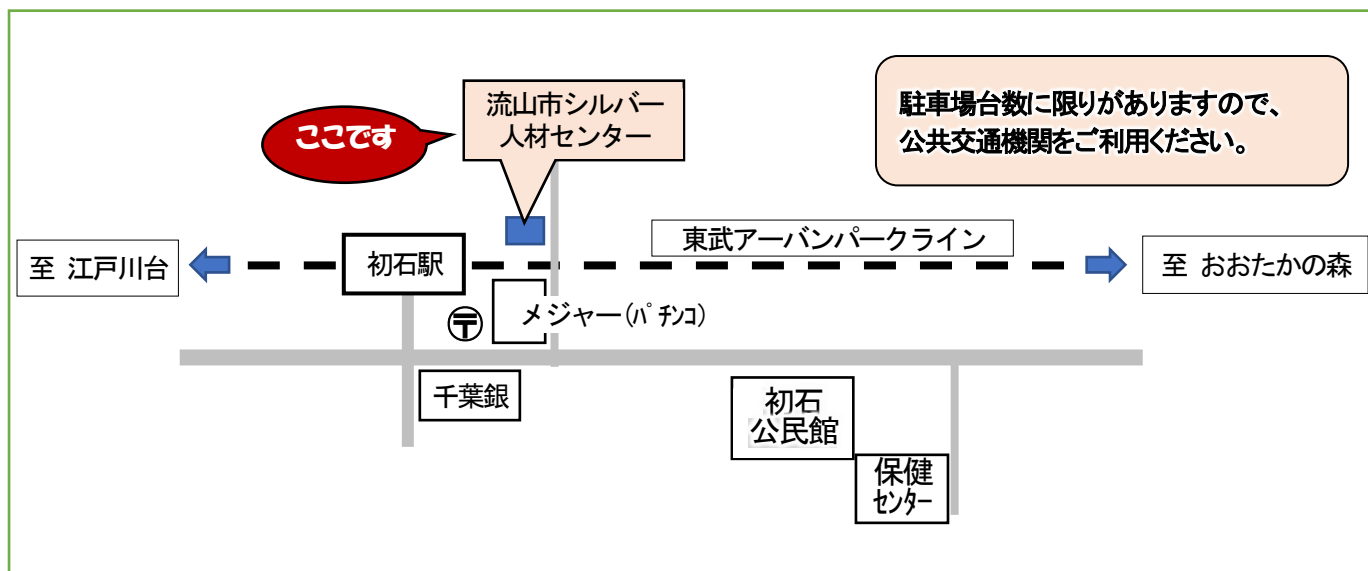 流山市シルバー
人材センター
ここです
駐車場台数に限りがありますので、
公共交通機関をご利用ください。
至 江戸川台
初石駅
東武アーバンパークライン
至 おおたかの森
〒
メジャー(ﾊﾟﾁﾝｺ)
千葉銀
初石
公民館
保健
ｾﾝﾀｰ